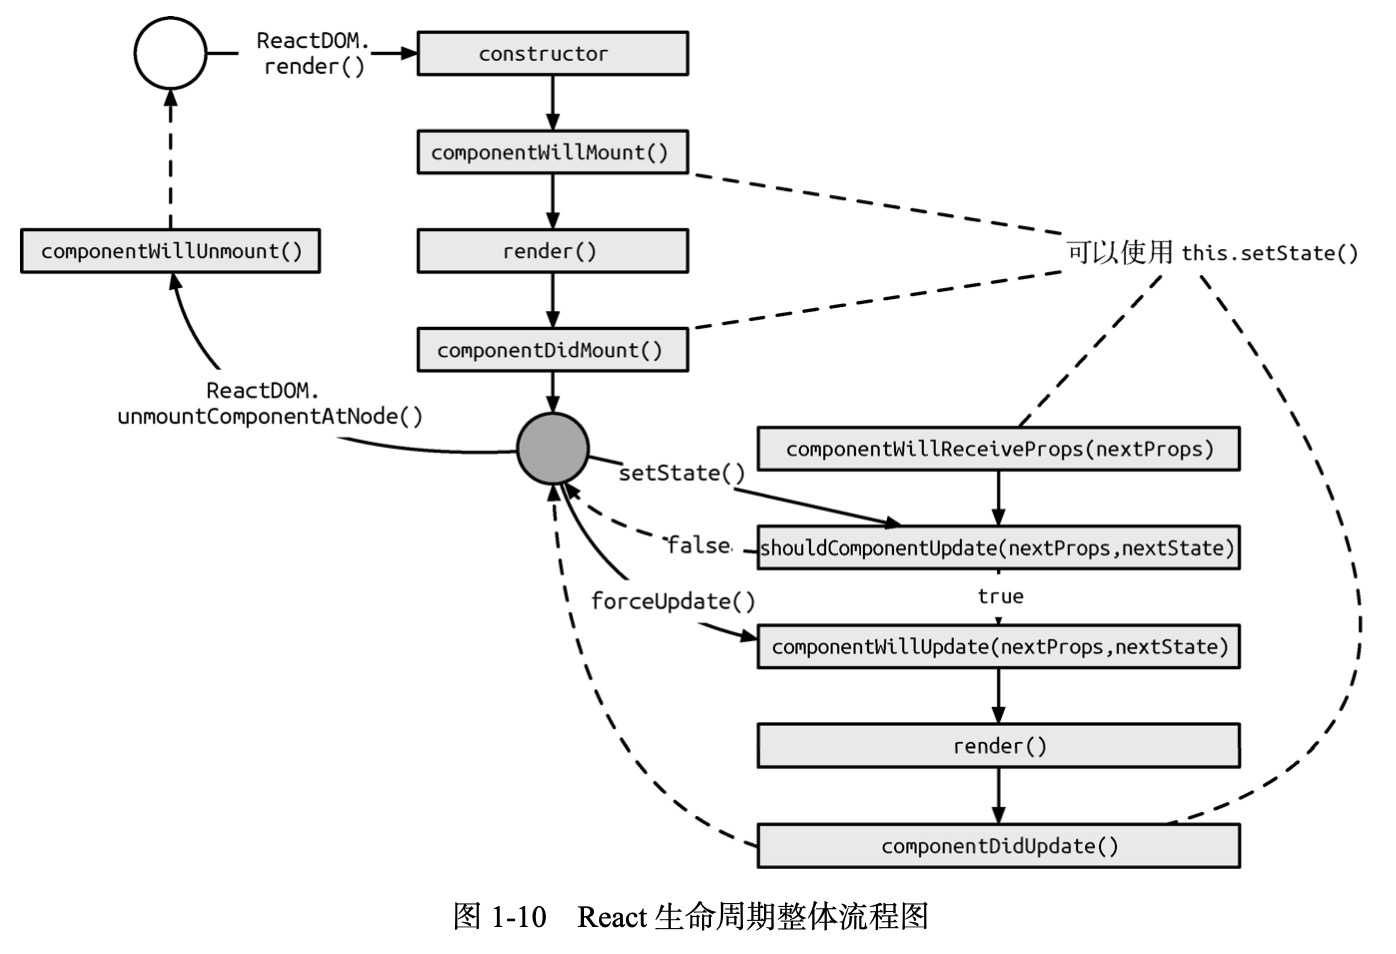 ReactDOM.
render()
constructor
componentWillMount()
componentWillUnmount()
render()
可以使用 this.setState()
componentDidMount()
ReactDOM.
unmountComponentAtNode()
componentWillReceiveProps(nextProps)
setState()
false
shouldComponentUpdate(nextProps,nextState)
true
forceUpdate()
componentWillUpdate(nextProps,nextState)
render()
componentDidUpdate()
图 1-10 React 生命周期整体流程图